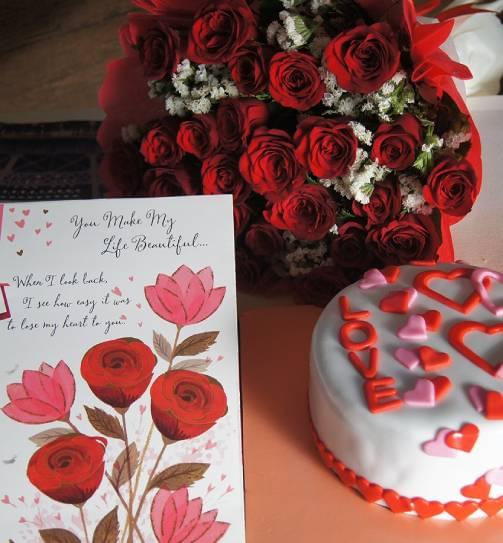 You Make My
Life Beautiful...
When I look back,
I see how easy it was
to lose my heart to you.
LOVE